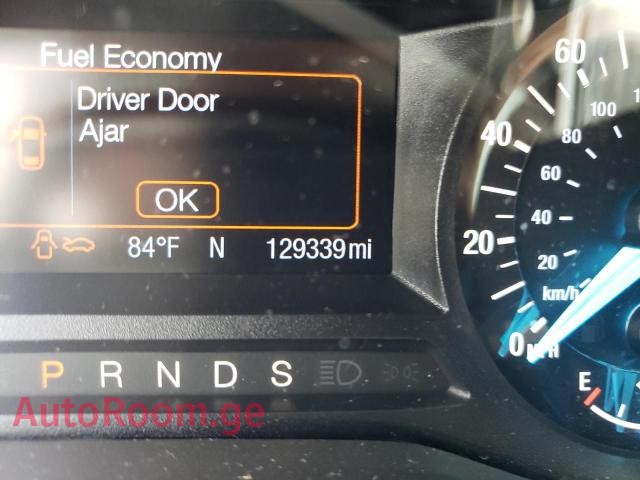 Fuel Economy
Driver Door
Ajar
OK
84°F N 129339mi
60
40
20
0
100
80
60
40
20
km/h
P R N D S
E
AutoRoom.ge